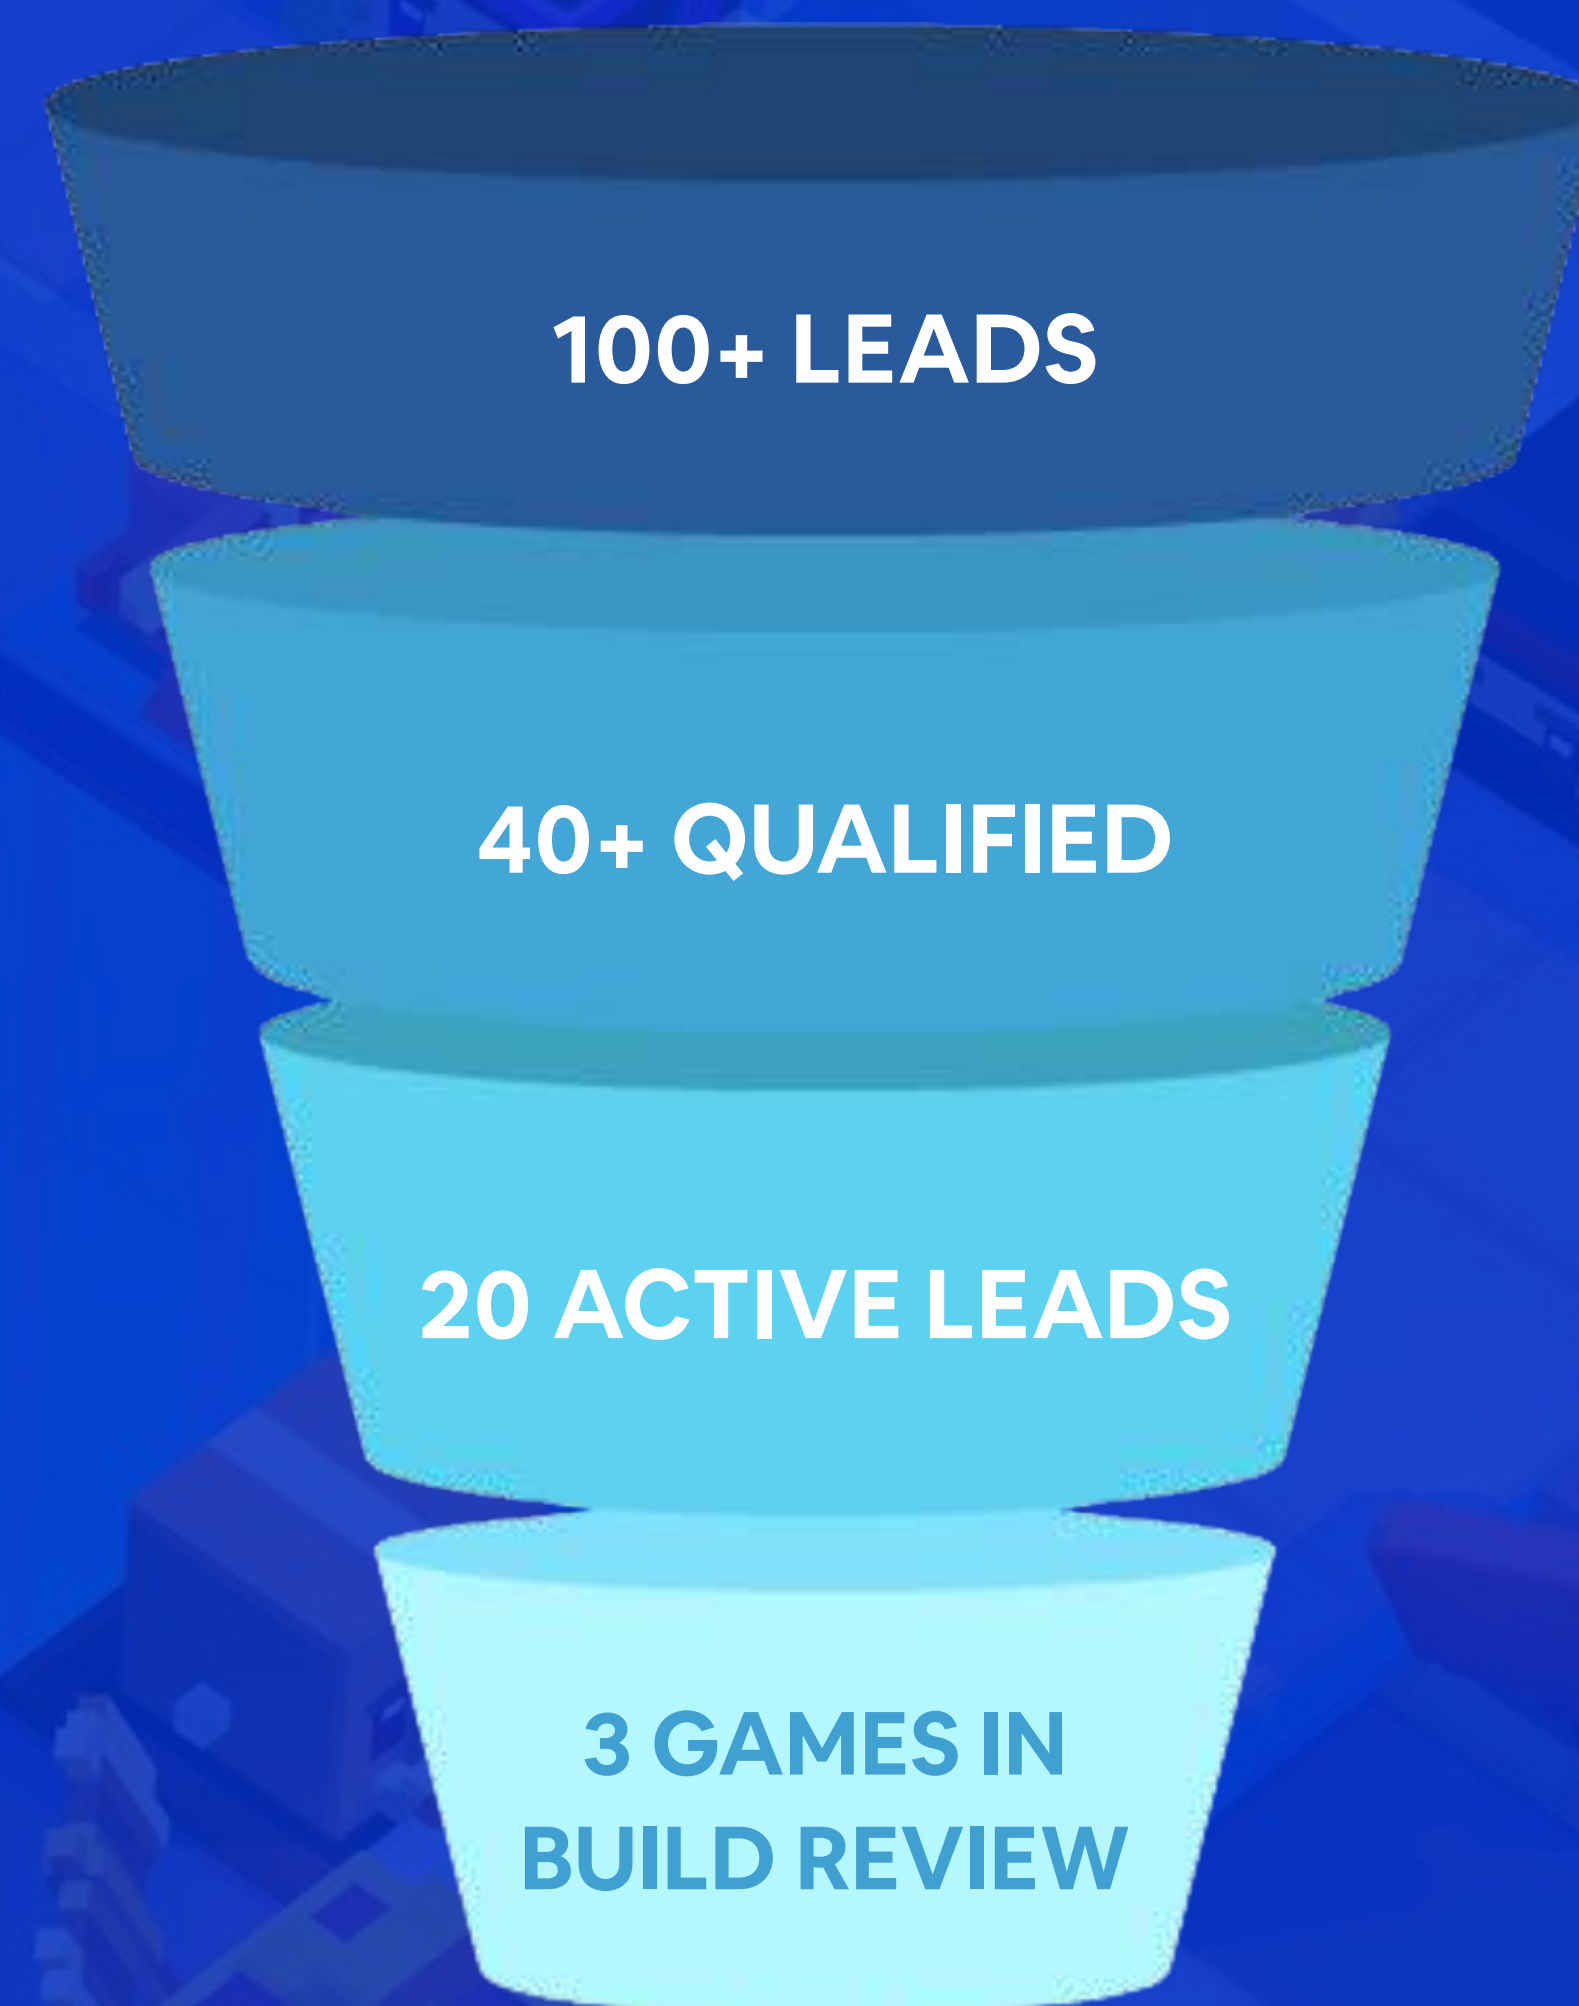 100+ LEADS
40+ QUALIFIED
20 ACTIVE LEADS
3 GAMES IN
BUILD REVIEW